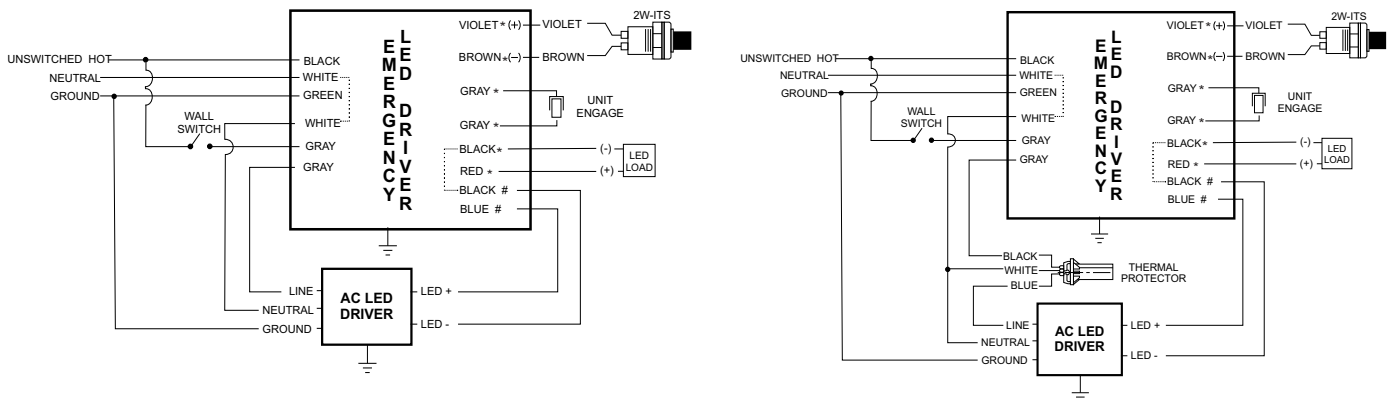 2W-ITS
VIOLET * (+) VIOLET
BROWN *(–) BROWN
UNSWITCHED HOT
NEUTRAL
GROUND
BLACK
WHITE
GREEN
WHITE
GRAY
GRAY
WALL
SWITCH
EMERGENCY
LED DRIVER
GRAY *
GRAY *
UNIT
ENGAGE
BLACK *
RED *
BLACK #
BLUE #
(-)
(+)
LED
LOAD
LINE
NEUTRAL
GROUND
AC LED
DRIVER
LED +
LED -
2W-ITS
VIOLET * (+) VIOLET
BROWN *(–) BROWN
UNSWITCHED HOT
NEUTRAL
GROUND
BLACK
WHITE
GREEN
WHITE
GRAY
GRAY
WALL
SWITCH
EMERGENCY
LED DRIVER
GRAY *
GRAY *
UNIT
ENGAGE
BLACK *
RED *
BLACK #
BLUE #
(-)
(+)
LED
LOAD
BLACK
WHITE
BLUE
THERMAL
PROTECTOR
LINE
NEUTRAL
GROUND
AC LED
DRIVER
LED +
LED -